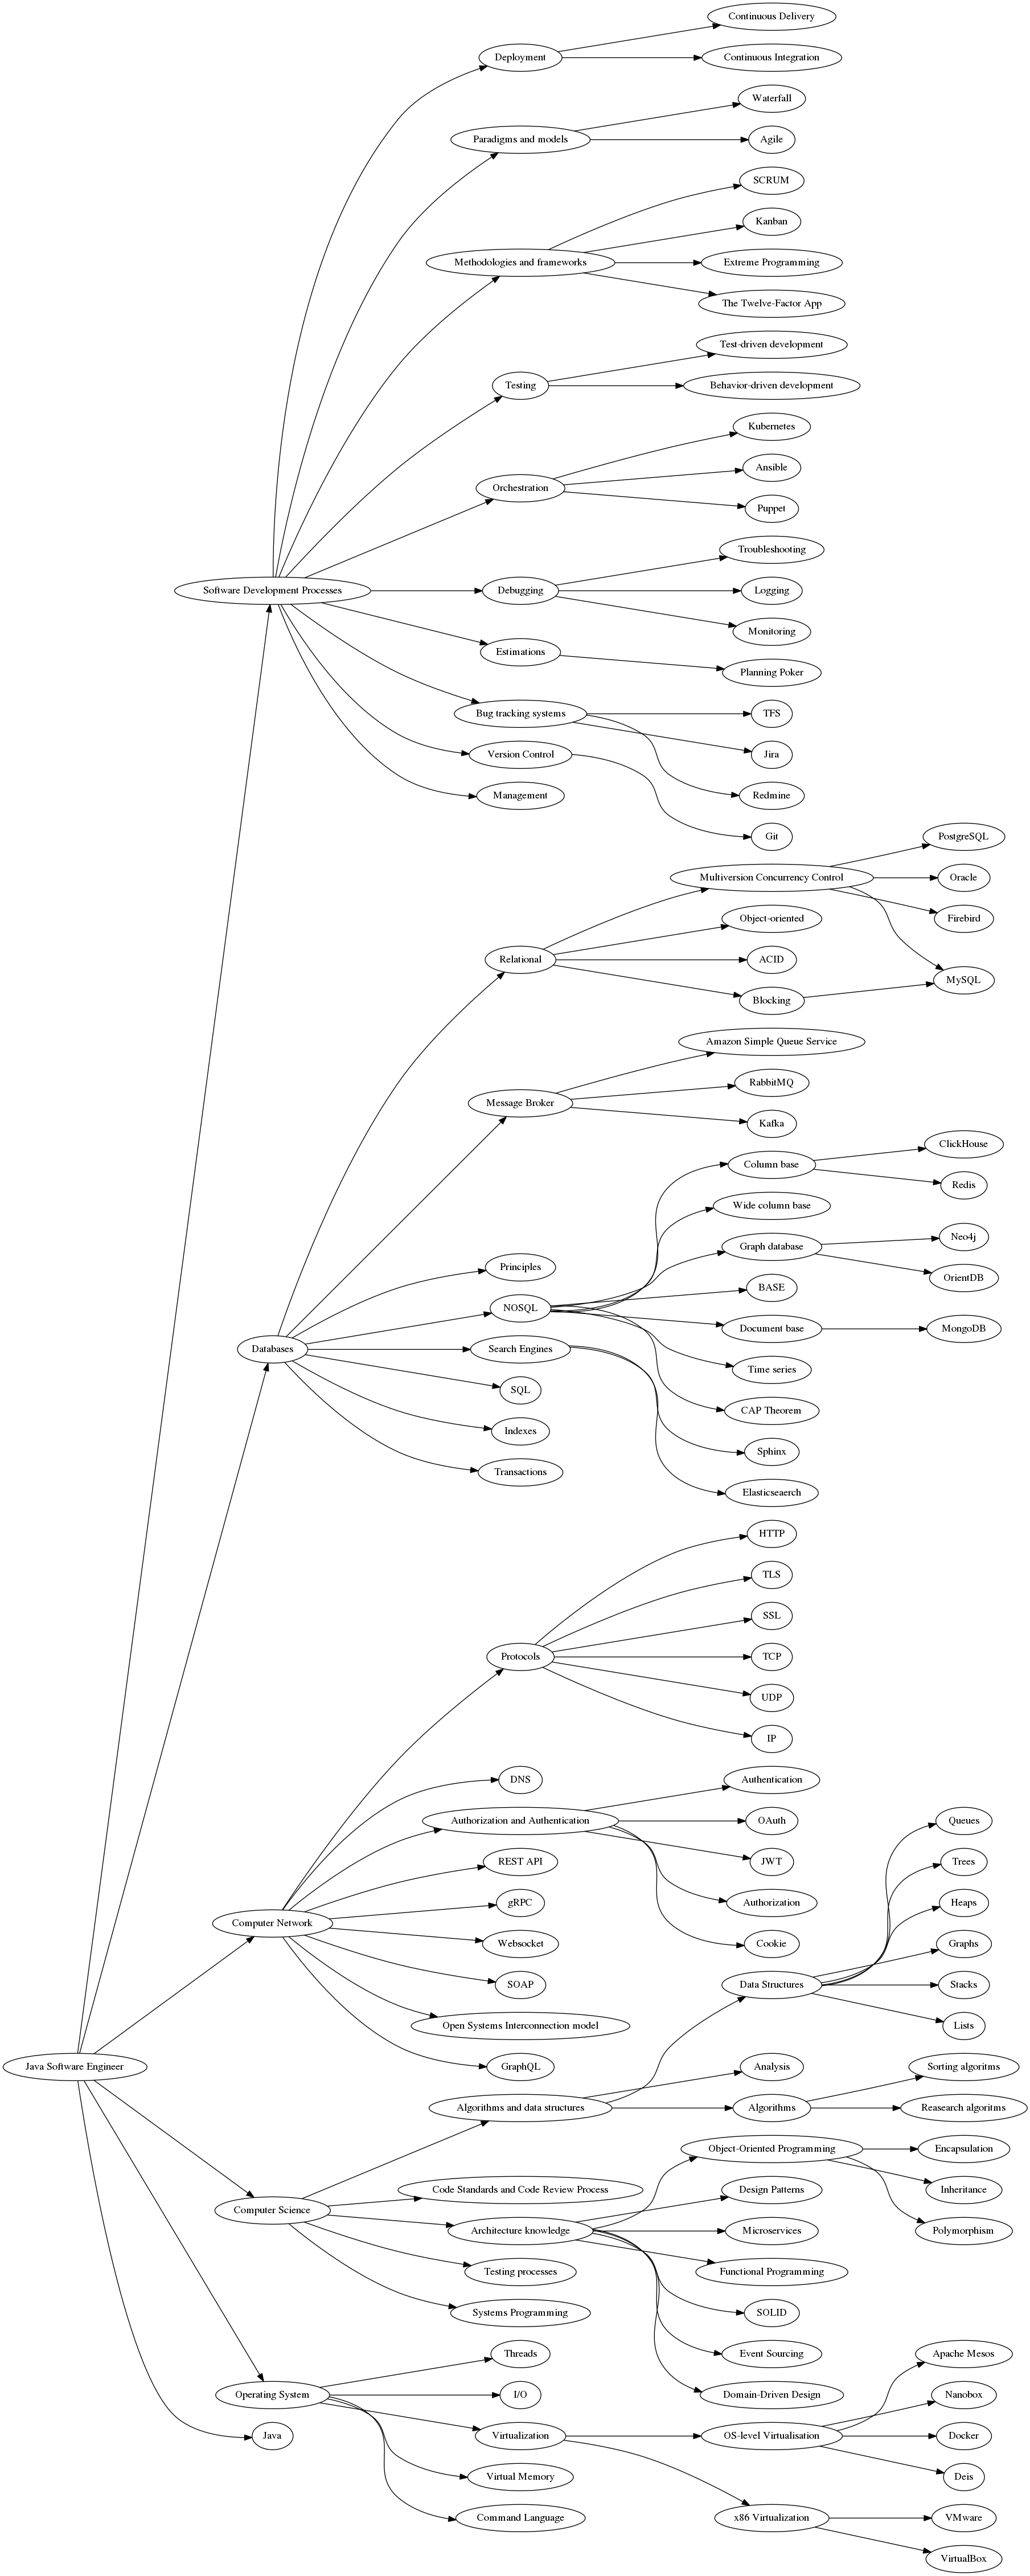 Continuous Delivery
Deployment
Continuous Integration
Waterfall
Paradigms and models
Agile
SCRUM
Kanban
Methodologies and frameworks
Extreme Programming
The Twelve-Factor App
Test-driven development
Testing
Behavior-driven development
Kubernetes
Ansible
Orchestration
Puppet
Troubleshooting
Software Development Processes
Debugging
Logging
Monitoring
Estimations
Planning Poker
Bug tracking systems
TFS
Version Control
Jira
Management
Redmine
Git
PostgreSQL
Multiversion Concurrency Control
Oracle
Object-oriented
Firebird
Relational
ACID
MySQL
Blocking
Amazon Simple Queue Service
RabbitMQ
Message Broker
Kafka
ClickHouse
Column base
Redis
Wide column base
Neo4j
Graph database
Principles
OrientDB
BASE
NOSQL
Document base
MongoDB
Databases
Search Engines
Time series
SQL
CAP Theorem
Indexes
Sphinx
Transactions
Elasticseaerch
HTTP
TLS
SSL
Protocols
TCP
UDP
IP
DNS
Authentication
Authorization and Authentication
OAuth
Queues
REST API
JWT
Trees
gRPC
Authorization
Heaps
Computer Network
Websocket
Cookie
Graphs
SOAP
Data Structures
Stacks
Open Systems Interconnection model
Lists
Java Software Engineer
GraphQL
Analysis
Sorting algoritms
Algorithms and data structures
Algorithms
Reasearch algoritms
Object-Oriented Programming
Encapsulation
Code Standards and Code Review Process
Design Patterns
Inheritance
Computer Science
Architecture knowledge
Microservices
Polymorphism
Testing processes
Functional Programming
Systems Programming
SOLID
Threads
Event Sourcing
Apache Mesos
Operating System
I/O
Domain-Driven Design
Nanobox
Java
Virtualization
OS-level Virtualisation
Docker
Virtual Memory
Deis
Command Language
x86 Virtualization
VMware
VirtualBox